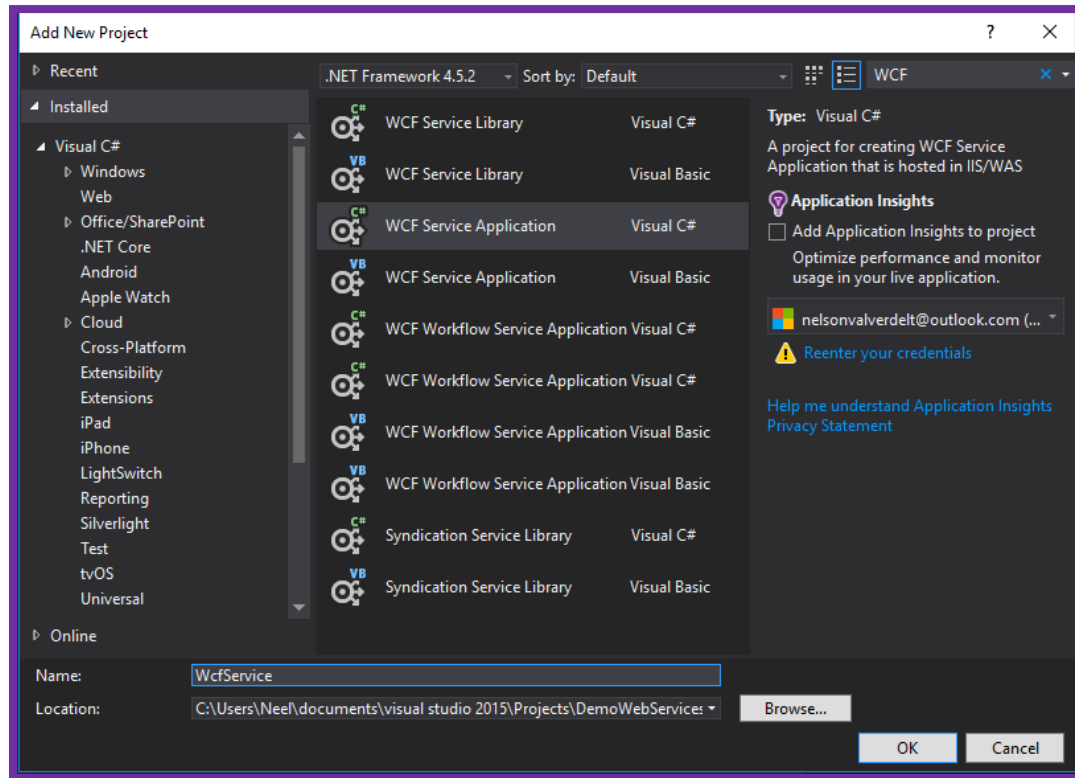 Add New Project
?
Recent
.NET Framework 4.5.2
Sort by: Default
WCF
Installed
Visual C#
Windows
Web
Office/SharePoint
.NET Core
Android
Apple Watch
Cloud
Cross-Platform
Extensibility
Extensions
iPad
iPhone
LightSwitch
Reporting
Silverlight
Test
tvOS
Universal
Online
C#
WCF Service Library Visual C#
VB
WCF Service Library Visual Basic
C#
WCF Service Application Visual C#
VB
WCF Service Application Visual Basic
C#
WCF Workflow Service Application Visual C#
C#
WCF Workflow Service Application Visual C#
VB
WCF Workflow Service Application Visual Basic
VB
WCF Workflow Service Application Visual Basic
C#
Syndication Service Library Visual C#
VB
Syndication Service Library Visual Basic
Type: Visual C#
A project for creating WCF Service
Application that is hosted in IIS/WAS
Application Insights
Add Application Insights to project
Optimize performance and monitor
usage in your live application.
nelsonvalverdelt@outlook.com (...
Reenter your credentials
Help me understand Application Insights
Privacy Statement
Name: WcfService
Location: C:\Users\Neel\documents\visual studio 2015\Projects\DemoWebServices
Browse...
OK Cancel